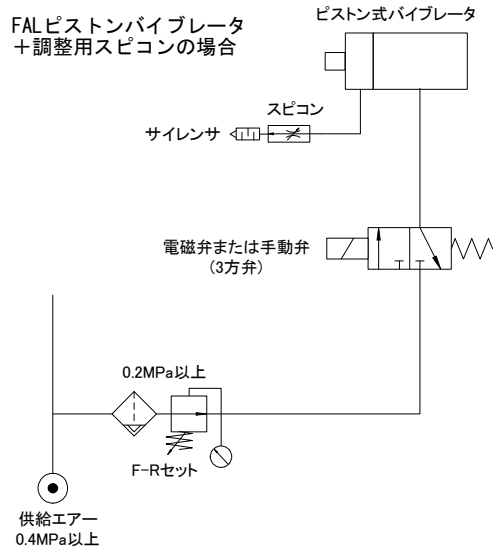 FALピストンバイブレータ
+調整用スピコンの場合
ピストン式バイブレータ
スピコン
サイレンサ
電磁弁または手動弁
(3方弁)
0.2MPa以上
F-Rセット
供給エアー
0.4MPa以上